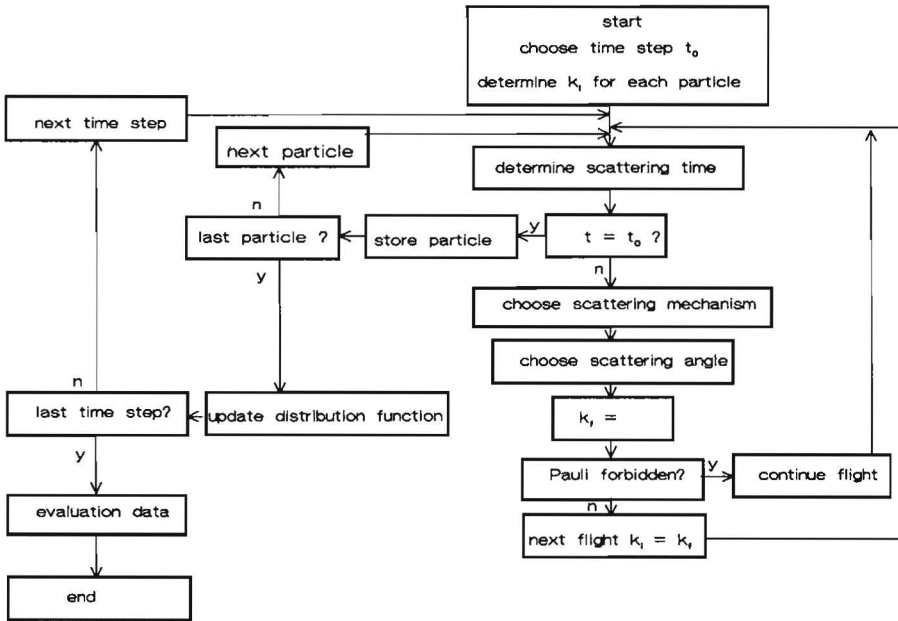 start
choose time step t₀
determine kᵢ for each particle
next time step
next particle
determine scattering time
n
last particle ?
store particle
y
t = t₀ ?
y
n
choose scattering mechanism
choose scattering angle
n
last time step?
update distribution function
k_f =
y
Pauli forbidden?
y
continue flight
evaluation data
n
next flight kᵢ = k_f
end